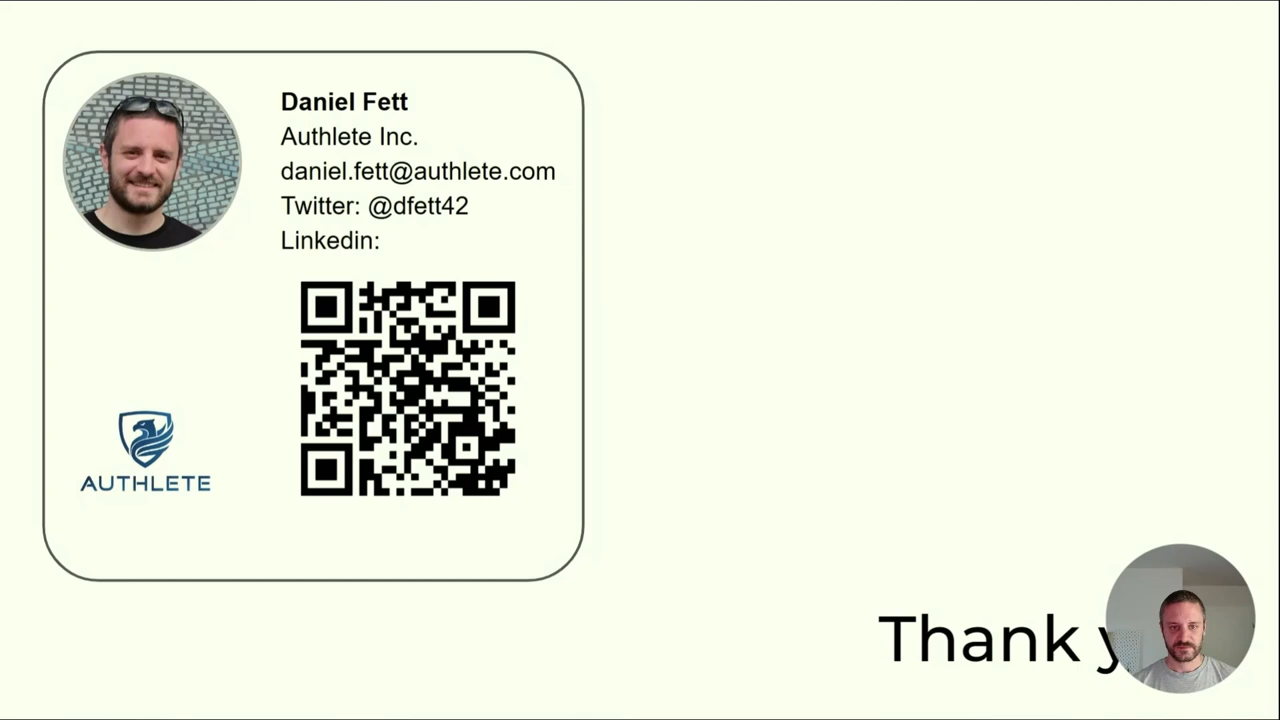 Daniel Fett
Authlete Inc.
daniel.fett@authlete.com
Twitter: @dfett42
Linkedin:
AUTHLETE
Thank y